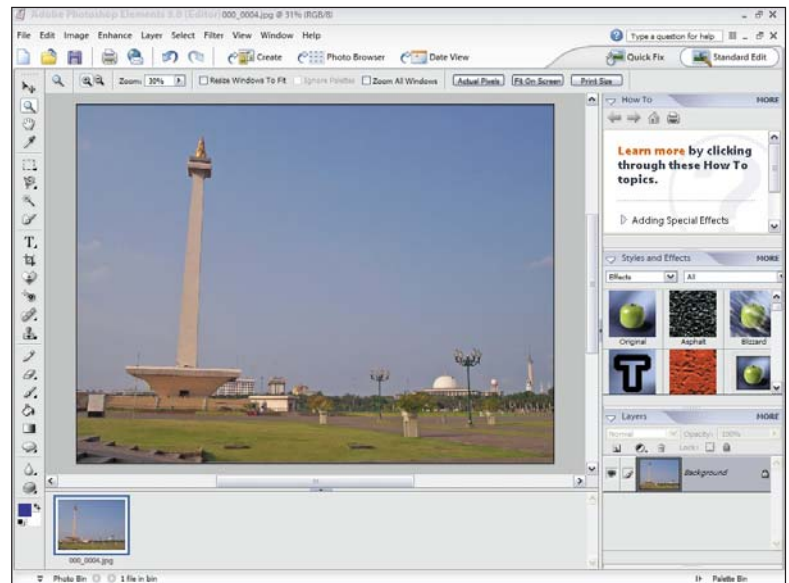 Adobe Photoshop Elements 3.0 (Editor) 000_0004.jpg @ 31% (RGB/8)
File Edit Image Enhance Layer Select Filter View Window Help
Type a question for help
Create Photo Browser Date View
Quick Fix Standard Edit
Zoom: 30% Resize Windows To Fit Ignore Palettes Zoom All Windows Actual Pixels Fit On Screen Print Size
How To MORE
Learn more by clicking
through these How To
topics.
Adding Special Effects
Styles and Effects MORE
Effects All
Original Asphalt Blizzard
T
Layers MORE
Normal Opacity: 100%
Lock:
Background
000_0004.jpg
Photo Bin 1 file in bin Palette Bin